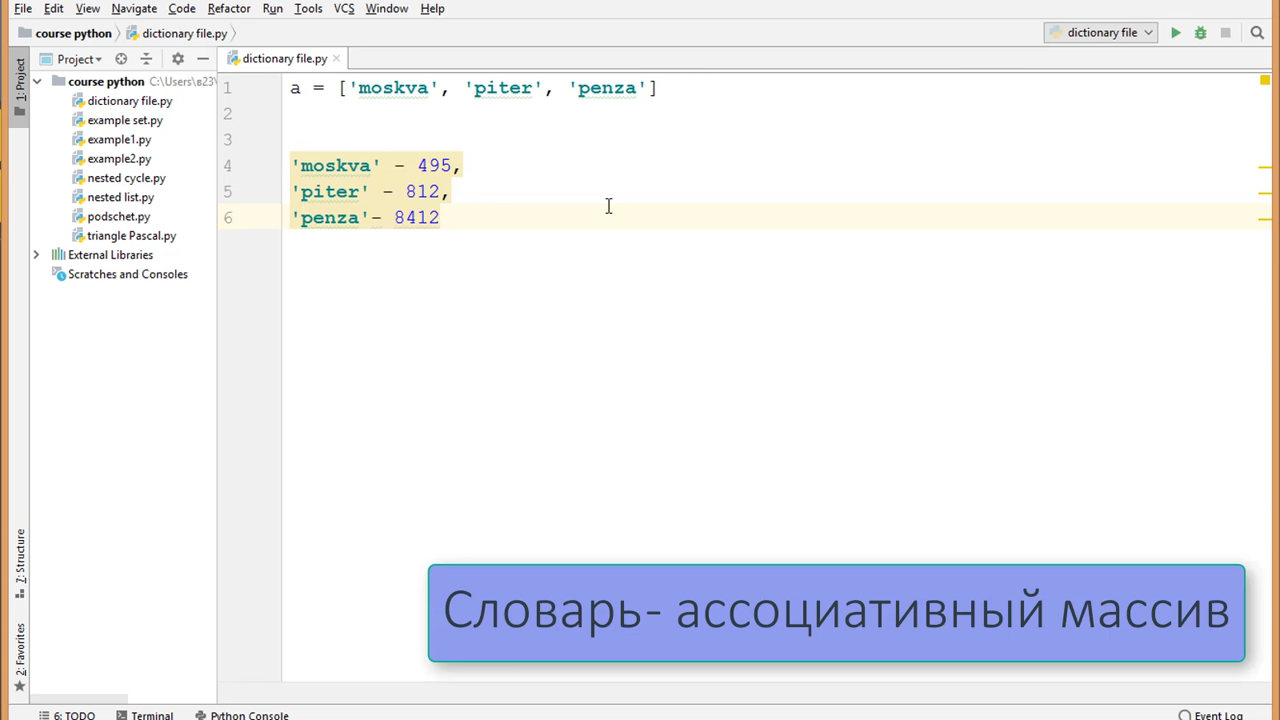 File Edit View Navigate Code Refactor Run Tools VCS Window Help
course python dictionary file.py dictionary file
Project dictionary file.py
1: Project
course python C:\Users\в23\
dictionary file.py
example set.py
example1.py
example2.py
nested cycle.py
nested list.py
podschet.py
triangle Pascal.py
External Libraries
Scratches and Consoles
1 a = ['moskva', 'piter', 'penza']
2
3
4 'moskva' - 495,
5 'piter' - 812,
6 'penza'- 8412
Словарь- ассоциативный массив
7: Structure
2: Favorites
6: TODO Terminal Python Console Event Log